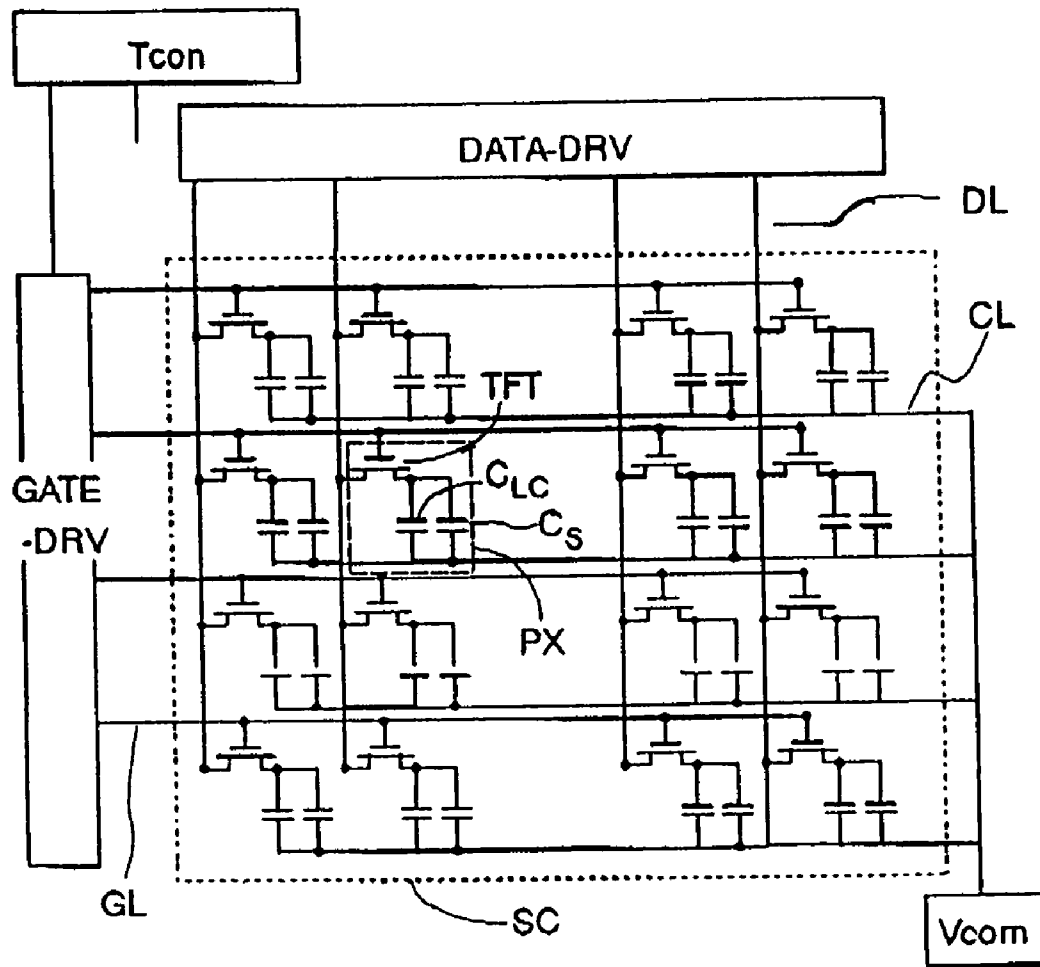 Tcon
DATA-DRV
DL
CL
TFT
C_LC
C_S
GATE
-DRV
PX
GL
SC
Vcom